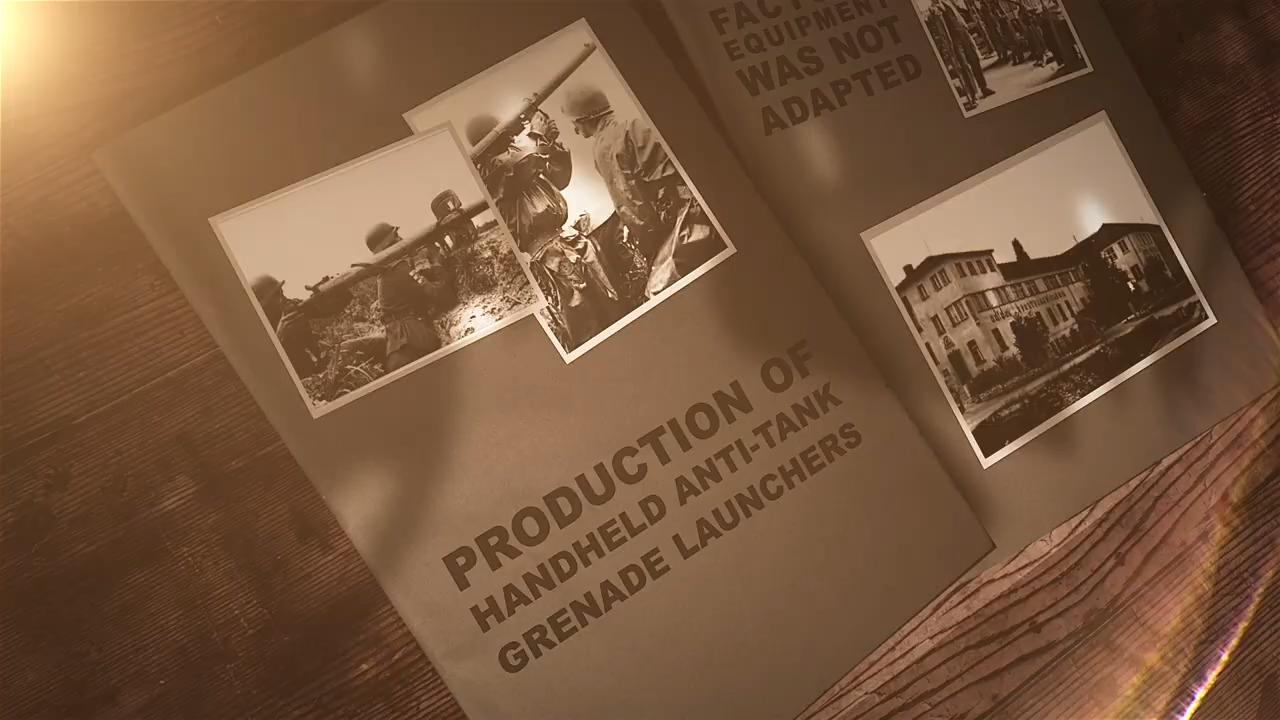 PRODUCTION OF
HANDHELD ANTI-TANK
GRENADE LAUNCHERS
EQUIPMENT
WAS NOT
ADAPTED